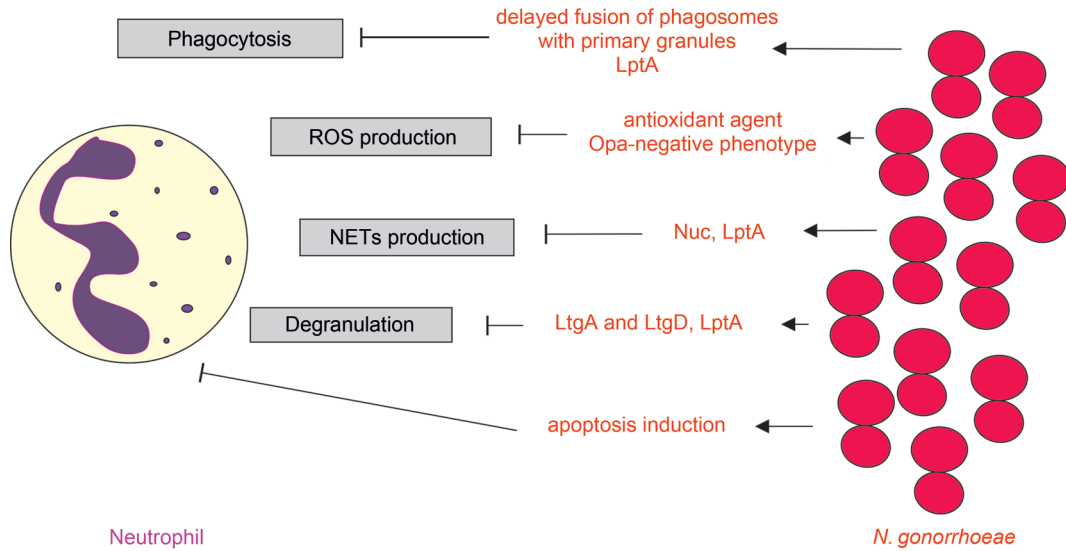 Phagocytosis
delayed fusion of phagosomes
with primary granules
LptA
ROS production
antioxidant agent
Opa-negative phenotype
NETs production
Nuc, LptA
Degranulation
LtgA and LtgD, LptA
apoptosis induction
Neutrophil
N. gonorrhoeae